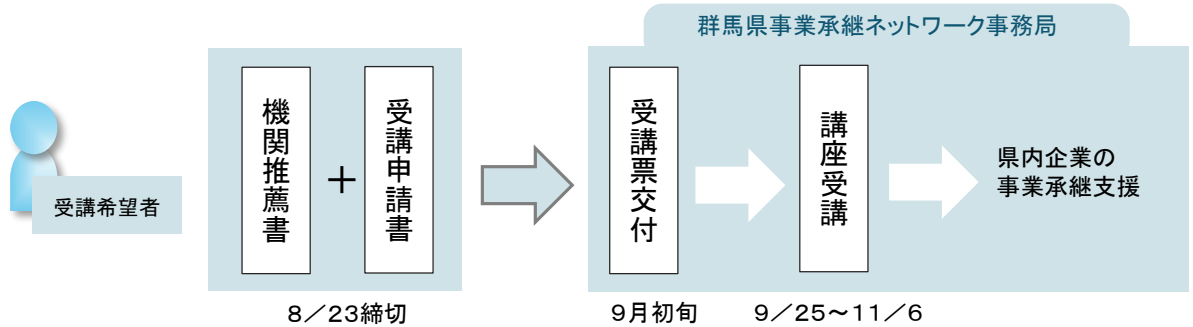 群馬県事業承継ネットワーク事務局
受講希望者
機関推薦書
＋
受講申請書
受講票交付
講座受講
県内企業の
事業承継支援
８／２３締切
９月初旬
９／２５～１１／６